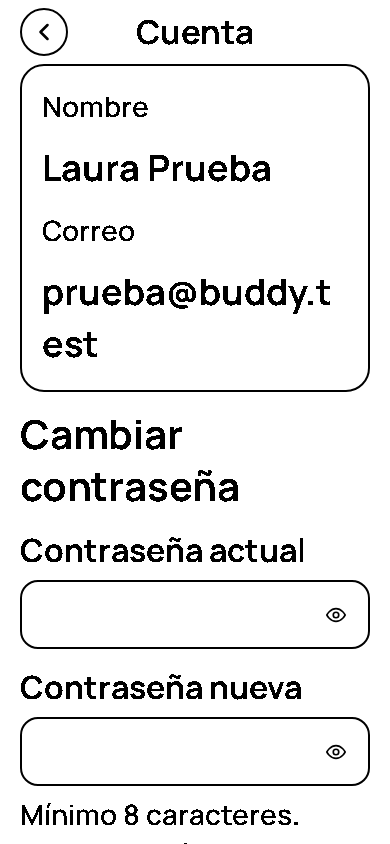 Cuenta
Nombre
Laura Prueba
Correo
prueba@buddy.t
est
Cambiar
contraseña
Contraseña actual
Contraseña nueva
Mínimo 8 caracteres.